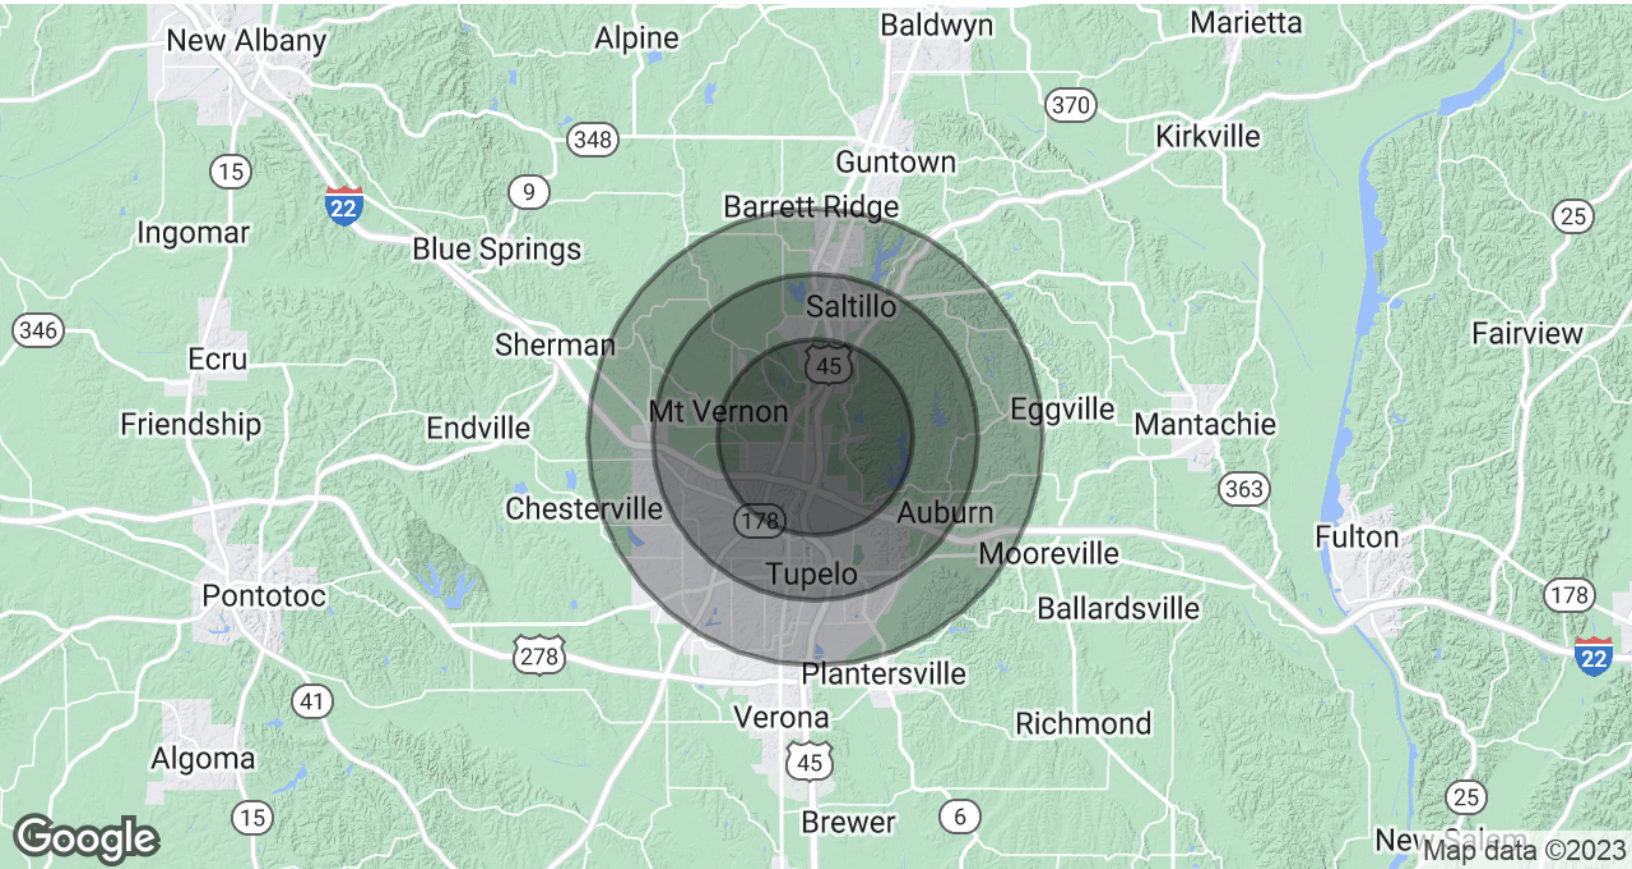 New Albany
Alpine
Baldwyn
Marietta
370
348
Kirkville
Guntown
15
9
22
Barrett Ridge
25
Ingomar
Blue Springs
Saltillo
346
Sherman
Fairview
Ecru
45
Mt Vernon
Eggville
Friendship
Endville
Mantachie
363
Chesterville
178
Auburn
Fulton
Mooreville
Tupelo
Pontotoc
178
Ballardsville
278
22
Plantersville
41
Verona
Richmond
Algoma
45
25
15
6
Brewer
Google
New Salem
Map data ©2023